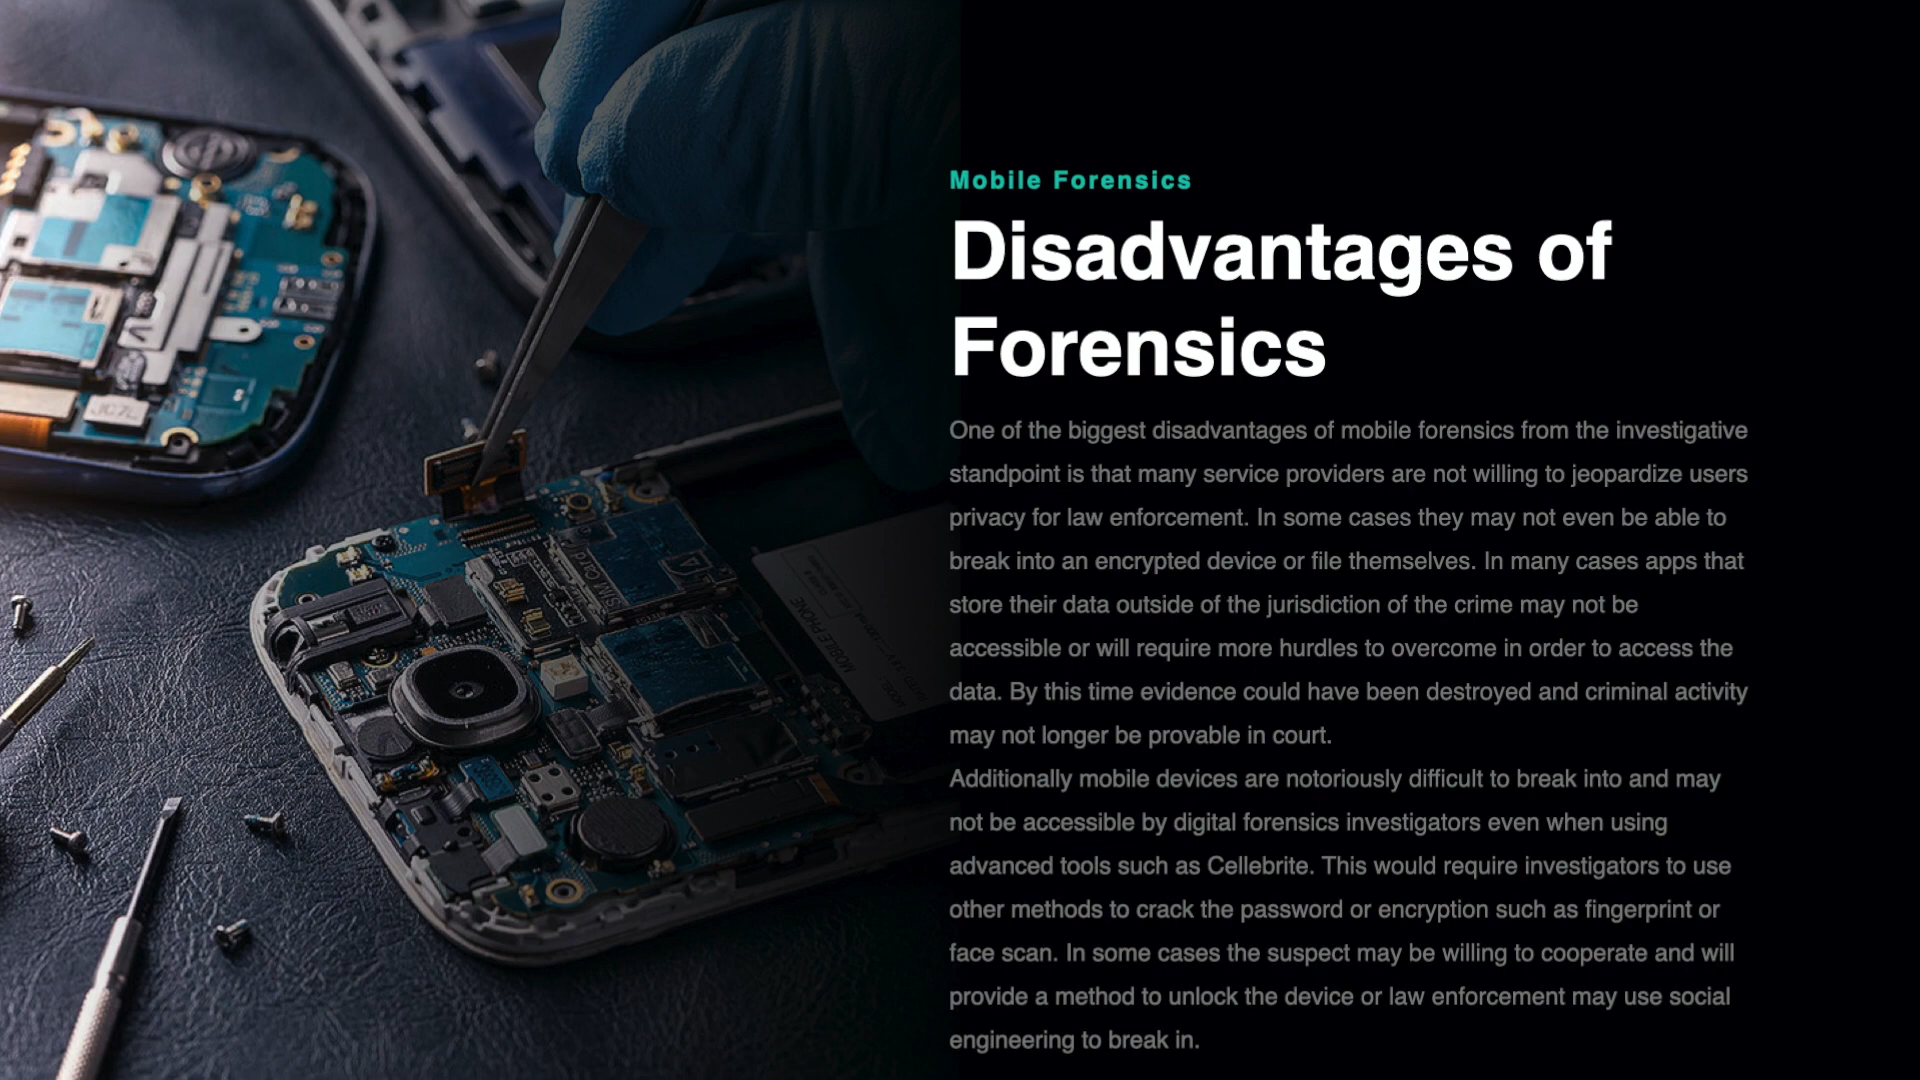 Mobile Forensics
Disadvantages of
Forensics
One of the biggest disadvantages of mobile forensics from the investigative
standpoint is that many service providers are not willing to jeopardize users
privacy for law enforcement. In some cases they may not even be able to
break into an encrypted device or file themselves. In many cases apps that
store their data outside of the jurisdiction of the crime may not be
accessible or will require more hurdles to overcome in order to access the
data. By this time evidence could have been destroyed and criminal activity
may not longer be provable in court.
Additionally mobile devices are notoriously difficult to break into and may
not be accessible by digital forensics investigators even when using
advanced tools such as Cellebrite. This would require investigators to use
other methods to crack the password or encryption such as fingerprint or
face scan. In some cases the suspect may be willing to cooperate and will
provide a method to unlock the device or law enforcement may use social
engineering to break in.
MOBILE PHONE